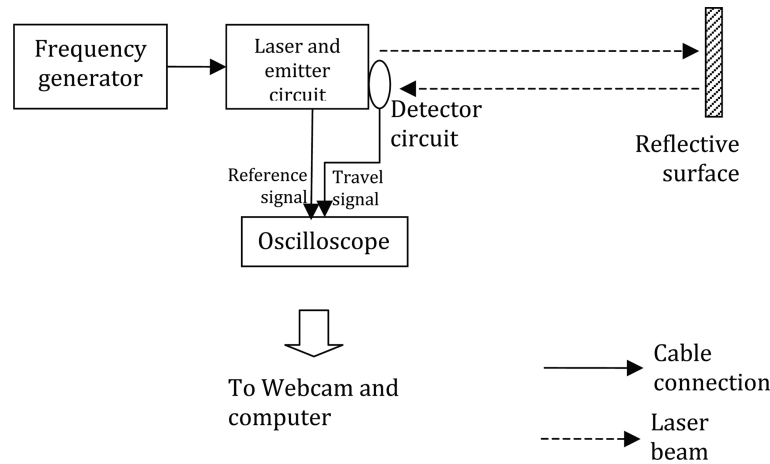 Frequency
generator
Laser and
emitter
circuit
Detector
circuit
Reflective
surface
Reference
signal
Travel
signal
Oscilloscope
To Webcam and
computer
Cable
connection
Laser
beam